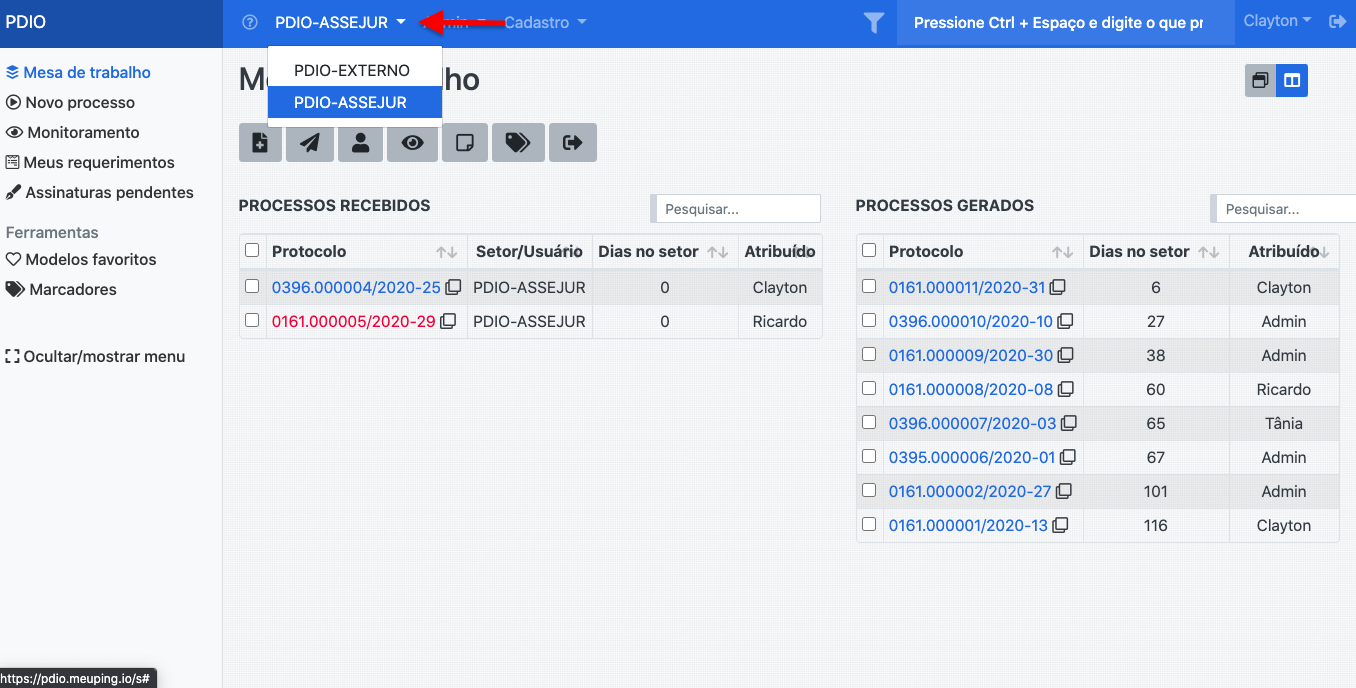 PDIO
PDIO-ASSEJUR
Cadastro
Pressione Ctrl + Espaço e digite o que pr
Clayton
PDIO-EXTERNO
PDIO-ASSEJUR
Mesa de trabalho
Novo processo
Monitoramento
Meus requerimentos
Assinaturas pendentes
Ferramentas
Modelos favoritos
Marcadores
Ocultar/mostrar menu
PROCESSOS RECEBIDOS
Pesquisar...
Protocolo Setor/Usuário Dias no setor Atribuído
0396.000004/2020-25 PDIO-ASSEJUR 0 Clayton
0161.000005/2020-29 PDIO-ASSEJUR 0 Ricardo
PROCESSOS GERADOS
Pesquisar...
Protocolo Dias no setor Atribuído
0161.000011/2020-31 6 Clayton
0396.000010/2020-10 27 Admin
0161.000009/2020-30 38 Admin
0161.000008/2020-08 60 Ricardo
0396.000007/2020-03 65 Tânia
0395.000006/2020-01 67 Admin
0161.000002/2020-27 101 Admin
0161.000001/2020-13 116 Clayton
https://pdio.meuping.io/s#